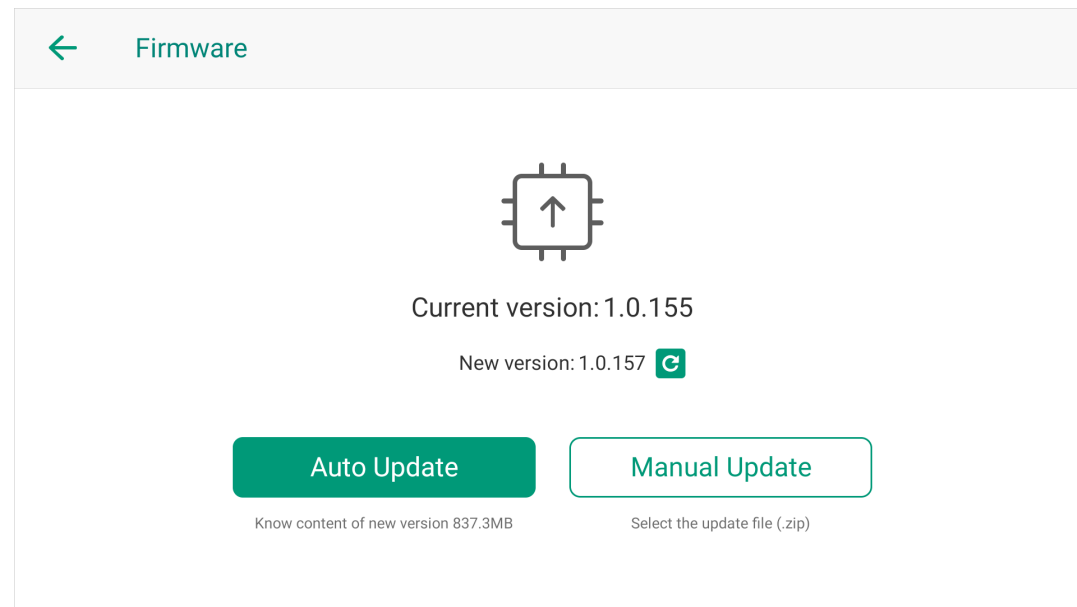 Firmware
Current version: 1.0.155
New version: 1.0.157
Auto Update
Manual Update
Know content of new version 837.3MB
Select the update file (.zip)